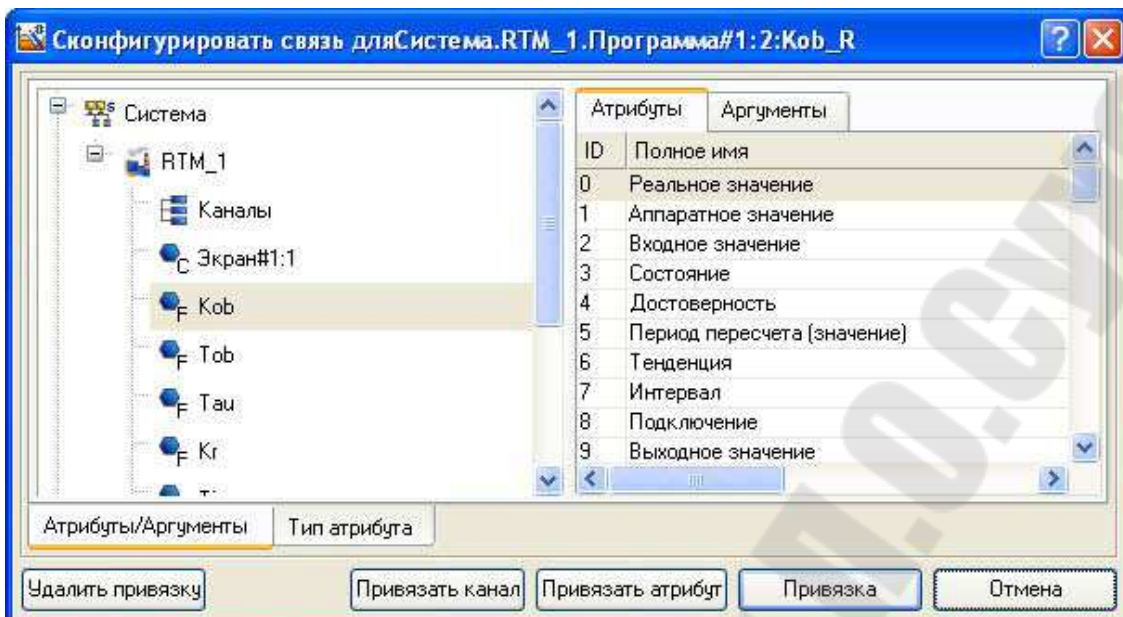 Сконфигурировать связь дляСистема.RTM_1.Программа#1:2:Kob_R
Система
RTM_1
Каналы
C Экран#1:1
F Kob
F Tob
F Tau
F Kr
Атрибуты Аргументы
ID Полное имя
0 Реальное значение
1 Аппаратное значение
2 Входное значение
3 Состояние
4 Достоверность
5 Период пересчета (значение)
6 Тенденция
7 Интервал
8 Подключение
9 Выходное значение
Атрибуты/Аргументы Тип атрибута
Удалить привязку Привязать канал Привязать атрибут Привязка Отмена